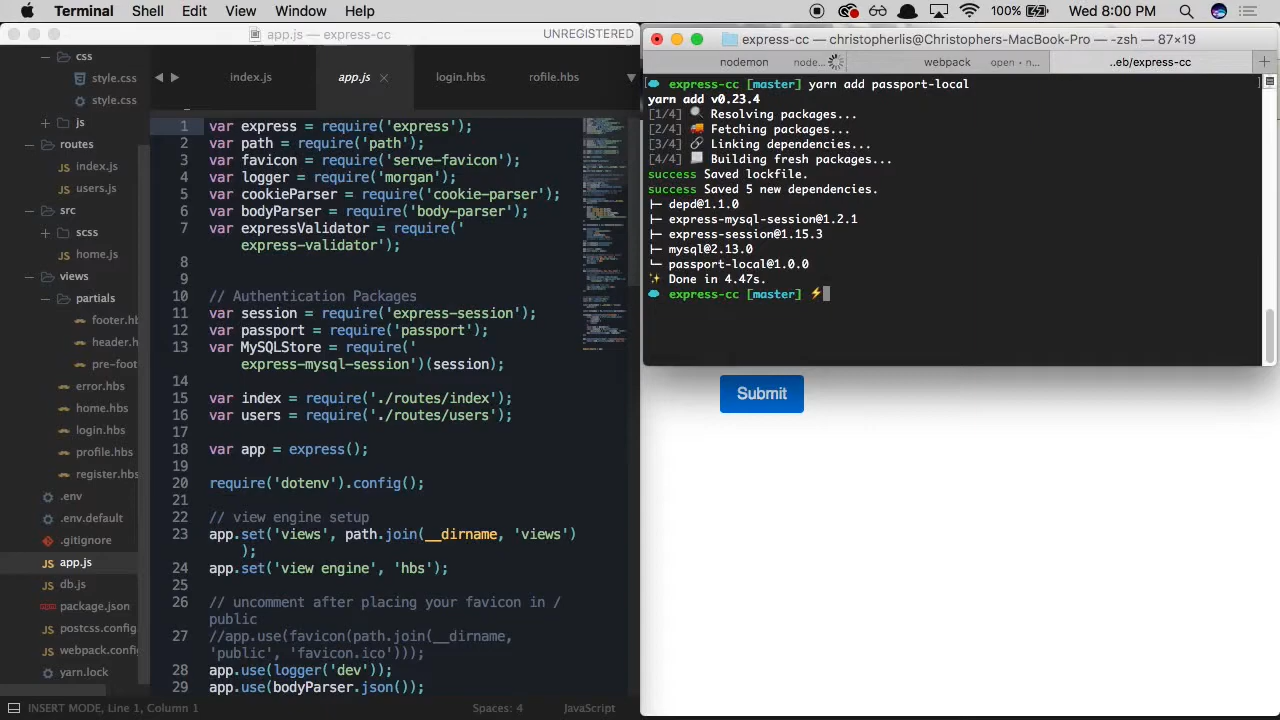 Terminal Shell Edit View Window Help
100% Wed 8:00 PM
app.js — express-cc UNREGISTERED
css
style.css
style.css
js
routes
index.js
users.js
src
scss
home.js
views
partials
footer.hb
header.h
pre-foot
error.hbs
home.hbs
login.hbs
profile.hbs
register.hbs
.env
.env.default
.gitignore
app.js
db.js
package.json
postcss.config
webpack.config
yarn.lock
index.js app.js login.hbs rofile.hbs
1 var express = require('express');
2 var path = require('path');
3 var favicon = require('serve-favicon');
4 var logger = require('morgan');
5 var cookieParser = require('cookie-parser');
6 var bodyParser = require('body-parser');
7 var expressValidator = require('
express-validator');
8
9
10 // Authentication Packages
11 var session = require('express-session');
12 var passport = require('passport');
13 var MySQLStore = require('
express-mysql-session')(session);
14
15 var index = require('./routes/index');
16 var users = require('./routes/users');
17
18 var app = express();
19
20 require('dotenv').config();
21
22 // view engine setup
23 app.set('views', path.join(__dirname, 'views')
);
24 app.set('view engine', 'hbs');
25
26 // uncomment after placing your favicon in /
public
27 //app.use(favicon(path.join(__dirname,
'public', 'favicon.ico')));
28 app.use(logger('dev'));
29 app.use(bodyParser.json());
INSERT MODE, Line 1, Column 1 Spaces: 4 JavaScript
express-cc — christopherlis@Christophers-MacBook-Pro — -zsh — 87×19
nodemon node... webpack open • n... ..eb/express-cc
express-cc [master] yarn add passport-local
yarn add v0.23.4
[1/4] 🔍 Resolving packages...
[2/4] 🚚 Fetching packages...
[3/4] 🔗 Linking dependencies...
[4/4] 📃 Building fresh packages...
success Saved lockfile.
success Saved 5 new dependencies.
├─ depd@1.1.0
├─ express-mysql-session@1.2.1
├─ express-session@1.15.3
├─ mysql@2.13.0
└─ passport-local@1.0.0
✨ Done in 4.47s.
express-cc [master] ⚡
Submit